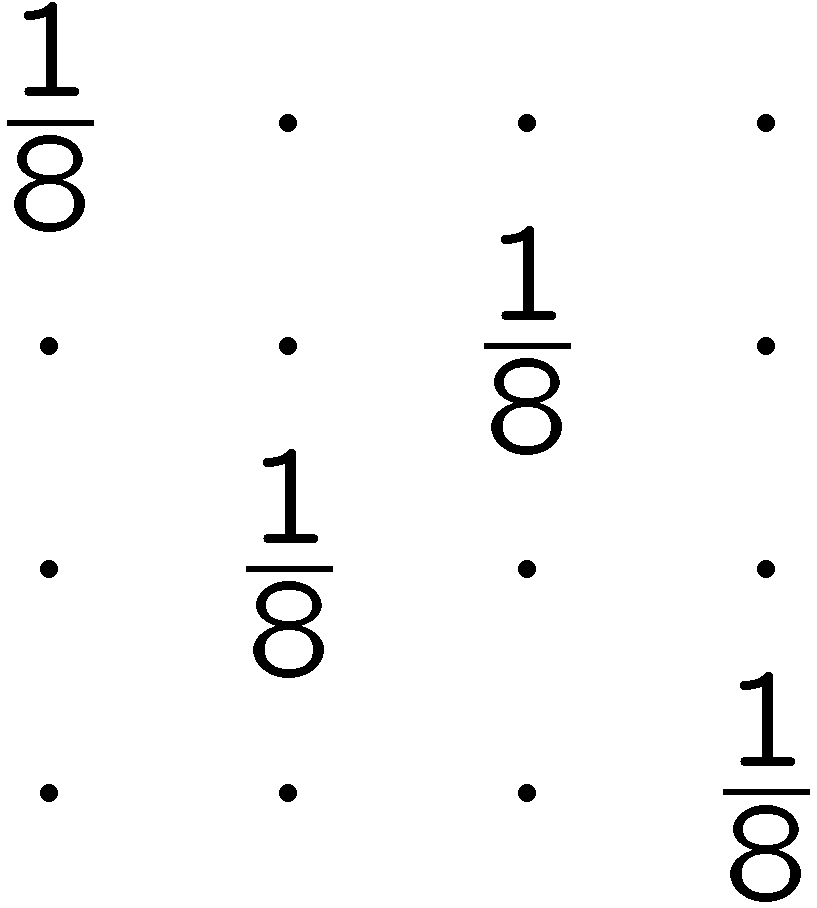 1/8 · · ·
· · 1/8 ·
· 1/8 · ·
· · · 1/8